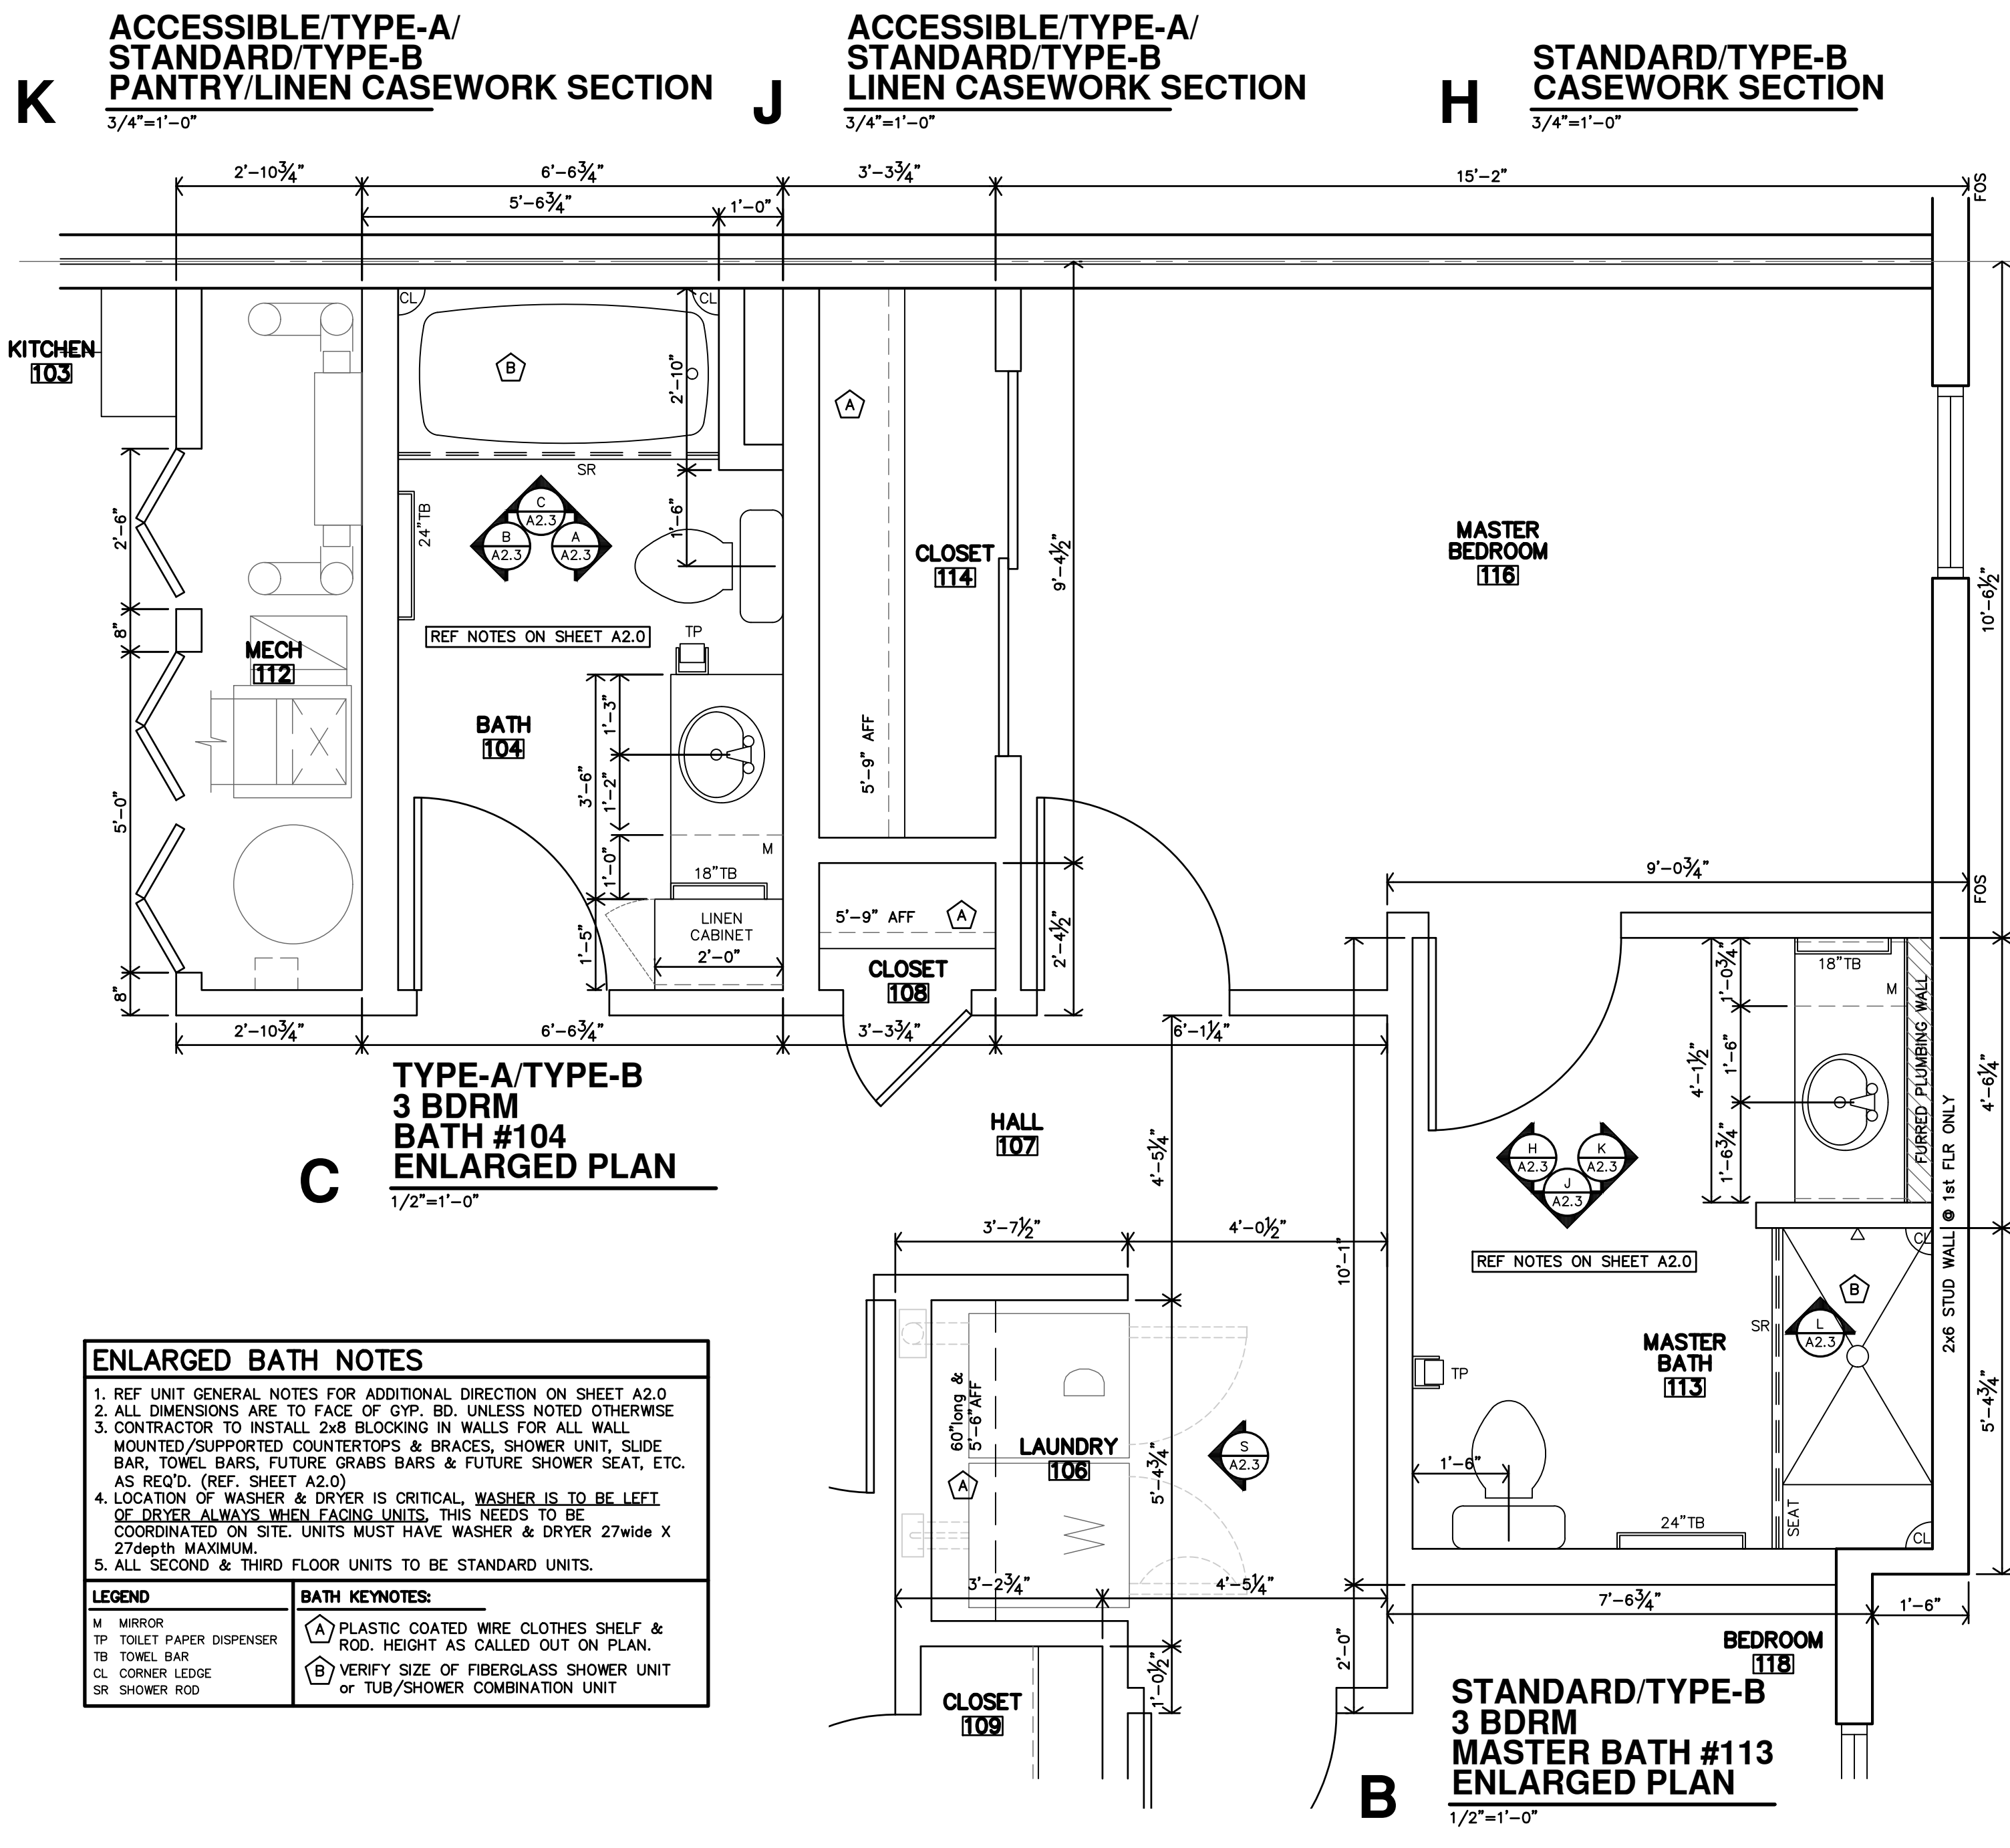 K
ACCESSIBLE/TYPE-A/
STANDARD/TYPE-B
PANTRY/LINEN CASEWORK SECTION
3/4"=1'-0"
J
ACCESSIBLE/TYPE-A/
STANDARD/TYPE-B
LINEN CASEWORK SECTION
3/4"=1'-0"
H
STANDARD/TYPE-B
CASEWORK SECTION
3/4"=1'-0"
2'-10¾"
6'-6¾"
3'-3¾"
15'-2"
FOS
5'-6¾"
1'-0"
KITCHEN
103
CL
CL
B
2'-10"
SR
A
24"TB
C
A2.3
B
A2.3
A
A2.3
1'-6"
2'-6"
8"
5'-0"
8"
MECH
112
REF NOTES ON SHEET A2.0
TP
BATH
104
1'-3"
3'-6"
1'-2"
1'-0"
1'-5"
M
18"TB
LINEN
CABINET
2'-0"
CLOSET
114
5'-9" AFF
9'-4½"
5'-9" AFF
A
2'-4½"
CLOSET
108
MASTER
BEDROOM
116
10'-6½"
9'-0¾"
FOS
2'-10¾"
6'-6¾"
3'-3¾"
6'-1¼"
C
TYPE-A/TYPE-B
3 BDRM
BATH #104
ENLARGED PLAN
1/2"=1'-0"
HALL
107
4'-5¼"
3'-7½"
4'-0½"
10'-1"
18"TB
M
1'-0¾"
1'-6"
4'-1½"
1'-6¾"
FURRED PLUMBING WALL
2x6 STUD WALL @ 1st FLR ONLY
4'-6¼"
H
A2.3
K
A2.3
J
A2.3
REF NOTES ON SHEET A2.0
CL
B
L
A2.3
SR
MASTER
BATH
113
TP
1'-6"
24"TB
SEAT
CL
5'-4¾"
60"long &
5'-6"AFF
LAUNDRY
106
A
S
A2.3
5'-4¾"
3'-2¾"
4'-5¼"
7'-6¾"
1'-6"
2'-0"
1'-0½"
CLOSET
109
BEDROOM
118
B
STANDARD/TYPE-B
3 BDRM
MASTER BATH #113
ENLARGED PLAN
1/2"=1'-0"
ENLARGED BATH NOTES
1. REF UNIT GENERAL NOTES FOR ADDITIONAL DIRECTION ON SHEET A2.0
2. ALL DIMENSIONS ARE TO FACE OF GYP. BD. UNLESS NOTED OTHERWISE
3. CONTRACTOR TO INSTALL 2x8 BLOCKING IN WALLS FOR ALL WALL
MOUNTED/SUPPORTED COUNTERTOPS & BRACES, SHOWER UNIT, SLIDE
BAR, TOWEL BARS, FUTURE GRABS BARS & FUTURE SHOWER SEAT, ETC.
AS REQ'D. (REF. SHEET A2.0)
4. LOCATION OF WASHER & DRYER IS CRITICAL, WASHER IS TO BE LEFT
OF DRYER ALWAYS WHEN FACING UNITS, THIS NEEDS TO BE
COORDINATED ON SITE. UNITS MUST HAVE WASHER & DRYER 27wide X
27depth MAXIMUM.
5. ALL SECOND & THIRD FLOOR UNITS TO BE STANDARD UNITS.
LEGEND
M MIRROR
TP TOILET PAPER DISPENSER
TB TOWEL BAR
CL CORNER LEDGE
SR SHOWER ROD
BATH KEYNOTES:
A PLASTIC COATED WIRE CLOTHES SHELF &
ROD. HEIGHT AS CALLED OUT ON PLAN.
B VERIFY SIZE OF FIBERGLASS SHOWER UNIT
or TUB/SHOWER COMBINATION UNIT